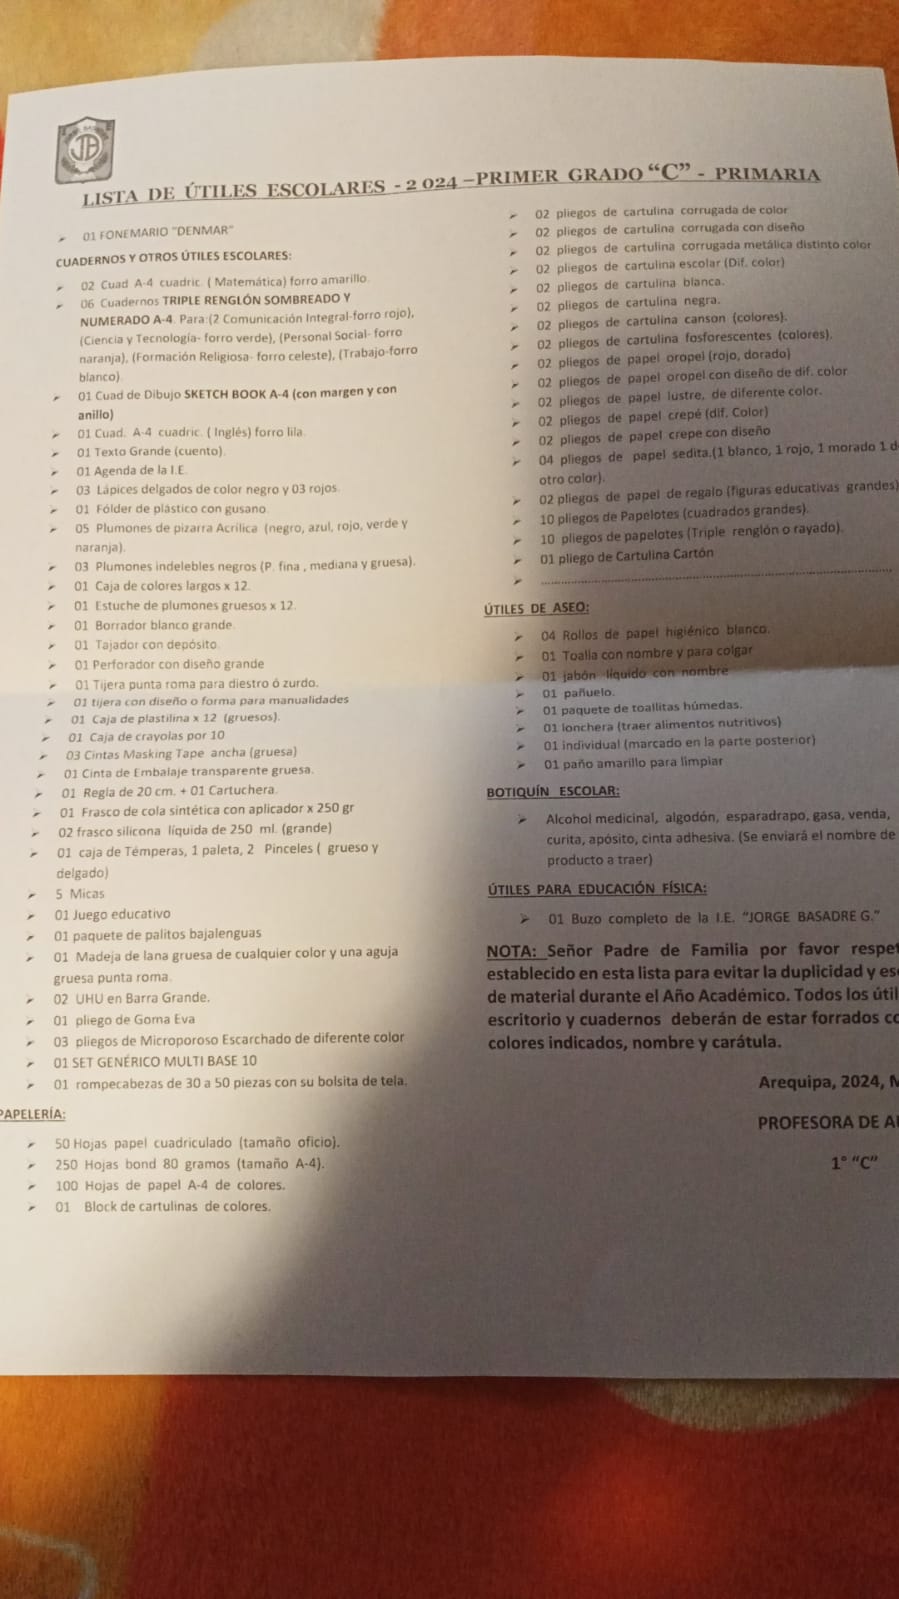 JB
LISTA DE ÚTILES ESCOLARES - 2 024 –PRIMER GRADO “C” - PRIMARIA
01 FONEMARIO “DENMAR”
CUADERNOS Y OTROS ÚTILES ESCOLARES:
02 Cuad A-4 cuadric. ( Matemática) forro amarillo.
06 Cuadernos TRIPLE RENGLÓN SOMBREADO Y
NUMERADO A-4. Para:(2 Comunicación Integral-forro rojo),
(Ciencia y Tecnología- forro verde), (Personal Social- forro
naranja), (Formación Religiosa- forro celeste), (Trabajo-forro
blanco)
01 Cuad de Dibujo SKETCH BOOK A-4 (con margen y con
anillo)
01 Cuad. A-4 cuadric. ( Inglés) forro lila.
01 Texto Grande (cuento).
01 Agenda de la I.E.
03 Lápices delgados de color negro y 03 rojos.
01 Fólder de plástico con gusano.
05 Plumones de pizarra Acrílica (negro, azul, rojo, verde y
naranja).
03 Plumones indelebles negros (P. fina , mediana y gruesa).
01 Caja de colores largos x 12.
01 Estuche de plumones gruesos x 12.
01 Borrador blanco grande.
01 Tajador con depósito.
01 Perforador con diseño grande
01 Tijera punta roma para diestro ó zurdo.
01 tijera con diseño o forma para manualidades
01 Caja de plastilina x 12 (gruesos).
01 Caja de crayolas por 10
03 Cintas Masking Tape ancha (gruesa)
01 Cinta de Embalaje transparente gruesa.
01 Regla de 20 cm. + 01 Cartuchera.
01 Frasco de cola sintética con aplicador x 250 gr
02 frasco silicona líquida de 250 ml. (grande)
01 caja de Témperas, 1 paleta, 2 Pinceles ( grueso y
delgado)
5 Micas
01 Juego educativo
01 paquete de palitos bajalenguas
01 Madeja de lana gruesa de cualquier color y una aguja
gruesa punta roma.
02 UHU en Barra Grande.
01 pliego de Goma Eva
03 pliegos de Microporoso Escarchado de diferente color
01 SET GENÉRICO MULTI BASE 10
01 rompecabezas de 30 a 50 piezas con su bolsita de tela.
PAPELERÍA:
50 Hojas papel cuadriculado (tamaño oficio).
250 Hojas bond 80 gramos (tamaño A-4).
100 Hojas de papel A-4 de colores.
01 Block de cartulinas de colores.
02 pliegos de cartulina corrugada de color
02 pliegos de cartulina corrugada con diseño
02 pliegos de cartulina corrugada metálica distinto color
02 pliegos de cartulina escolar (Dif. color)
02 pliegos de cartulina blanca.
02 pliegos de cartulina negra.
02 pliegos de cartulina canson (colores).
02 pliegos de cartulina fosforescentes (colores).
02 pliegos de papel oropel (rojo, dorado)
02 pliegos de papel oropel con diseño de dif. color
02 pliegos de papel lustre, de diferente color.
02 pliegos de papel crepé (dif. Color)
02 pliegos de papel crepe con diseño
04 pliegos de papel sedita.(1 blanco, 1 rojo, 1 morado 1 d
otro color).
02 pliegos de papel de regalo (figuras educativas grandes)
10 pliegos de Papelotes (cuadrados grandes).
10 pliegos de papelotes (Triple renglón o rayado).
01 pliego de Cartulina Cartón
ÚTILES DE ASEO:
04 Rollos de papel higiénico blanco.
01 Toalla con nombre y para colgar
01 jabón líquido con nombre
01 pañuelo.
01 paquete de toallitas húmedas.
01 lonchera (traer alimentos nutritivos)
01 individual (marcado en la parte posterior)
01 paño amarillo para limpiar
BOTIQUÍN ESCOLAR:
Alcohol medicinal, algodón, esparadrapo, gasa, venda,
curita, apósito, cinta adhesiva. (Se enviará el nombre de
producto a traer)
ÚTILES PARA EDUCACIÓN FÍSICA:
01 Buzo completo de la I.E. “JORGE BASADRE G.”
NOTA: Señor Padre de Familia por favor respet
establecido en esta lista para evitar la duplicidad y es
de material durante el Año Académico. Todos los útil
escritorio y cuadernos deberán de estar forrados co
colores indicados, nombre y carátula.
Arequipa, 2024, M
PROFESORA DE A
1° “C”